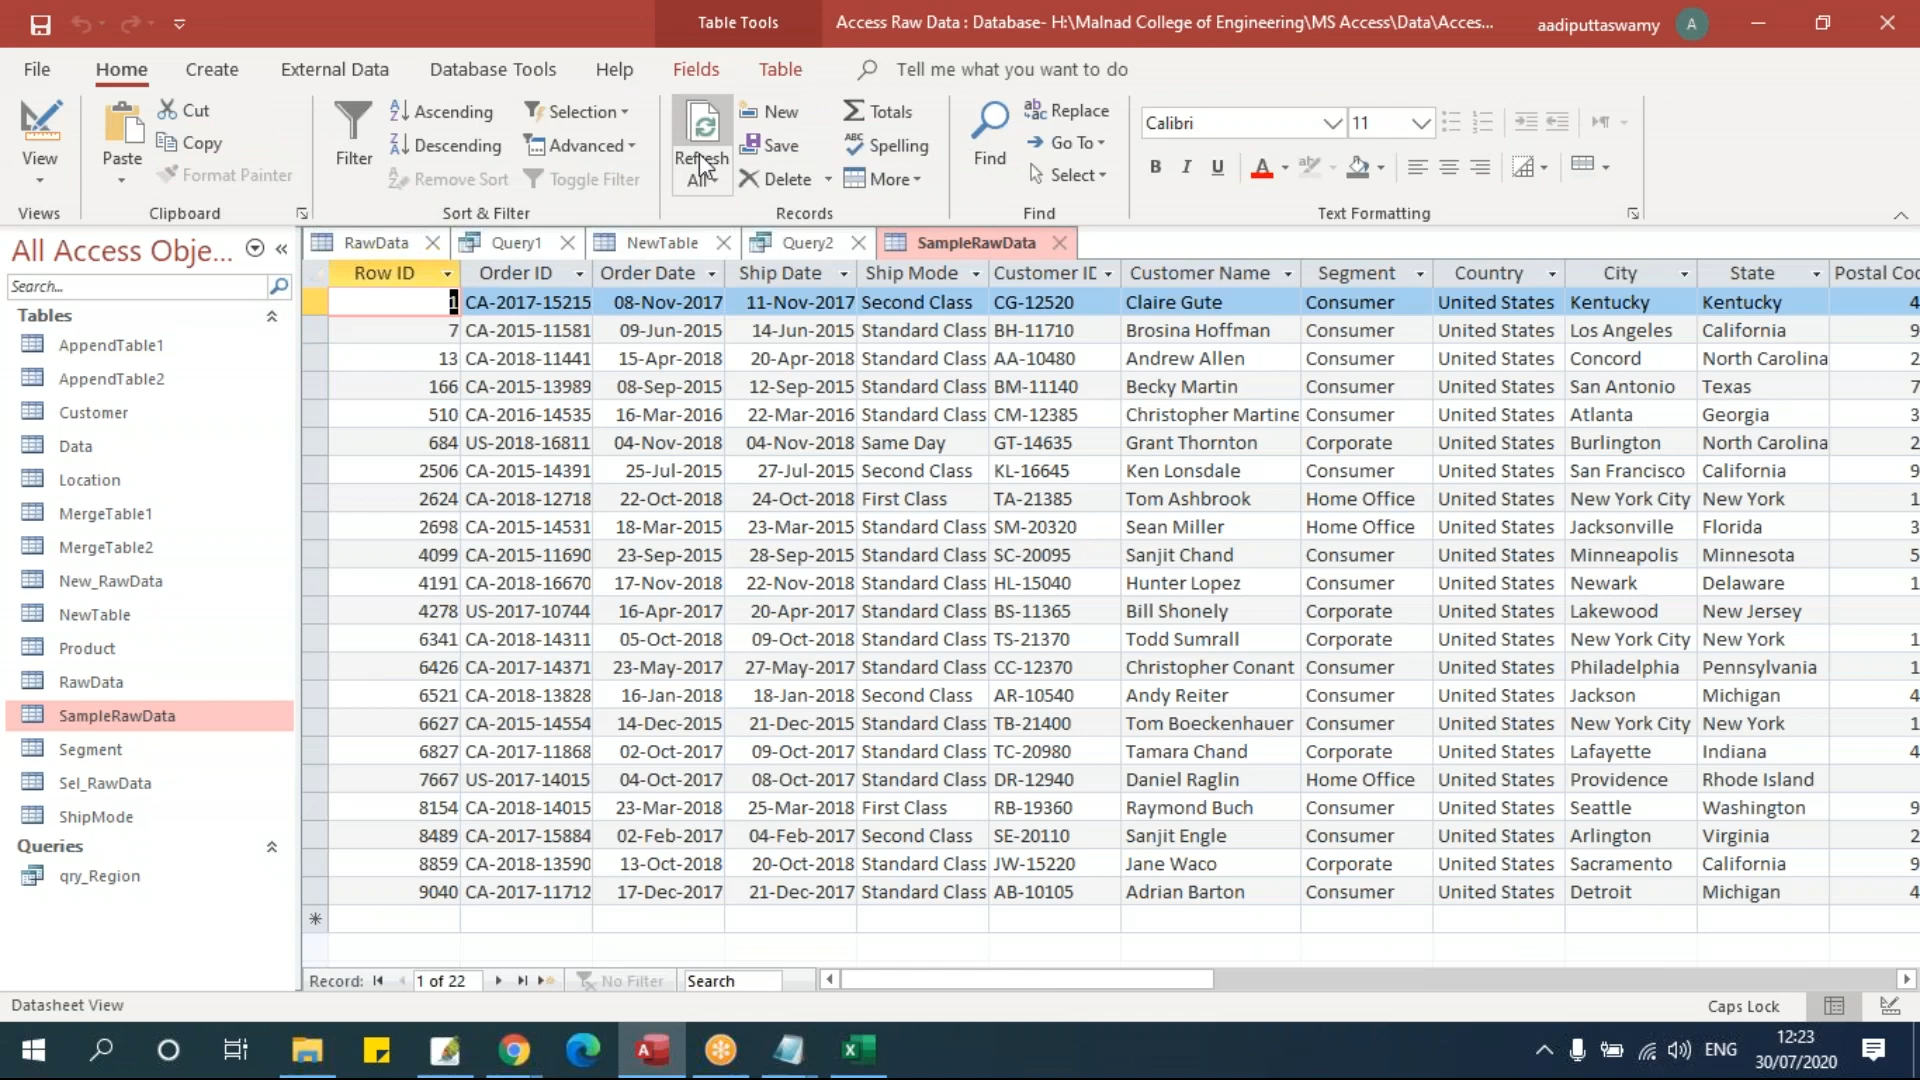 Table Tools
Access Raw Data : Database- H:\Malnad College of Engineering\MS Access\Data\Acces...
aadiputtaswamy
A
File
Home
Create
External Data
Database Tools
Help
Fields
Table
Tell me what you want to do
View
Paste
Cut
Copy
Format Painter
Filter
Ascending
Descending
Remove Sort
Selection
Advanced
Toggle Filter
Refresh
All
New
Save
Delete
Totals
Spelling
More
Find
Replace
Go To
Select
Calibri
11
B I U
Views
Clipboard
Sort & Filter
Records
Find
Text Formatting
All Access Obje...
Search...
Tables
AppendTable1
AppendTable2
Customer
Data
Location
MergeTable1
MergeTable2
New_RawData
NewTable
Product
RawData
SampleRawData
Segment
Sel_RawData
ShipMode
Queries
qry_Region
RawData
Query1
NewTable
Query2
SampleRawData
Row ID Order ID Order Date Ship Date Ship Mode Customer ID Customer Name Segment Country City State Postal Coc
1 CA-2017-15215 08-Nov-2017 11-Nov-2017 Second Class CG-12520 Claire Gute Consumer United States Kentucky Kentucky 4
7 CA-2015-11581 09-Jun-2015 14-Jun-2015 Standard Class BH-11710 Brosina Hoffman Consumer United States Los Angeles California 9
13 CA-2018-11441 15-Apr-2018 20-Apr-2018 Standard Class AA-10480 Andrew Allen Consumer United States Concord North Carolina 2
166 CA-2015-13989 08-Sep-2015 12-Sep-2015 Standard Class BM-11140 Becky Martin Consumer United States San Antonio Texas 7
510 CA-2016-14535 16-Mar-2016 22-Mar-2016 Standard Class CM-12385 Christopher Martine Consumer United States Atlanta Georgia 3
684 US-2018-16811 04-Nov-2018 04-Nov-2018 Same Day GT-14635 Grant Thornton Corporate United States Burlington North Carolina 2
2506 CA-2015-14391 25-Jul-2015 27-Jul-2015 Second Class KL-16645 Ken Lonsdale Consumer United States San Francisco California 9
2624 CA-2018-12718 22-Oct-2018 24-Oct-2018 First Class TA-21385 Tom Ashbrook Home Office United States New York City New York 1
2698 CA-2015-14531 18-Mar-2015 23-Mar-2015 Standard Class SM-20320 Sean Miller Home Office United States Jacksonville Florida 3
4099 CA-2015-11690 23-Sep-2015 28-Sep-2015 Standard Class SC-20095 Sanjit Chand Consumer United States Minneapolis Minnesota 5
4191 CA-2018-16670 17-Nov-2018 22-Nov-2018 Standard Class HL-15040 Hunter Lopez Consumer United States Newark Delaware 1
4278 US-2017-10744 16-Apr-2017 20-Apr-2017 Standard Class BS-11365 Bill Shonely Corporate United States Lakewood New Jersey
6341 CA-2018-14311 05-Oct-2018 09-Oct-2018 Standard Class TS-21370 Todd Sumrall Corporate United States New York City New York 1
6426 CA-2017-14371 23-May-2017 27-May-2017 Standard Class CC-12370 Christopher Conant Consumer United States Philadelphia Pennsylvania 1
6521 CA-2018-13828 16-Jan-2018 18-Jan-2018 Second Class AR-10540 Andy Reiter Consumer United States Jackson Michigan 4
6627 CA-2015-14554 14-Dec-2015 21-Dec-2015 Standard Class TB-21400 Tom Boeckenhauer Consumer United States New York City New York 1
6827 CA-2017-11868 02-Oct-2017 09-Oct-2017 Standard Class TC-20980 Tamara Chand Corporate United States Lafayette Indiana 4
7667 US-2017-14015 04-Oct-2017 08-Oct-2017 Standard Class DR-12940 Daniel Raglin Home Office United States Providence Rhode Island
8154 CA-2018-14015 23-Mar-2018 25-Mar-2018 First Class RB-19360 Raymond Buch Consumer United States Seattle Washington 9
8489 CA-2017-15884 02-Feb-2017 04-Feb-2017 Second Class SE-20110 Sanjit Engle Consumer United States Arlington Virginia 2
8859 CA-2018-13590 13-Oct-2018 20-Oct-2018 Standard Class JW-15220 Jane Waco Corporate United States Sacramento California 9
9040 CA-2017-11712 17-Dec-2017 21-Dec-2017 Standard Class AB-10105 Adrian Barton Consumer United States Detroit Michigan 4
Record: 1 of 22 No Filter Search
Datasheet View
Caps Lock
ENG
12:23
30/07/2020